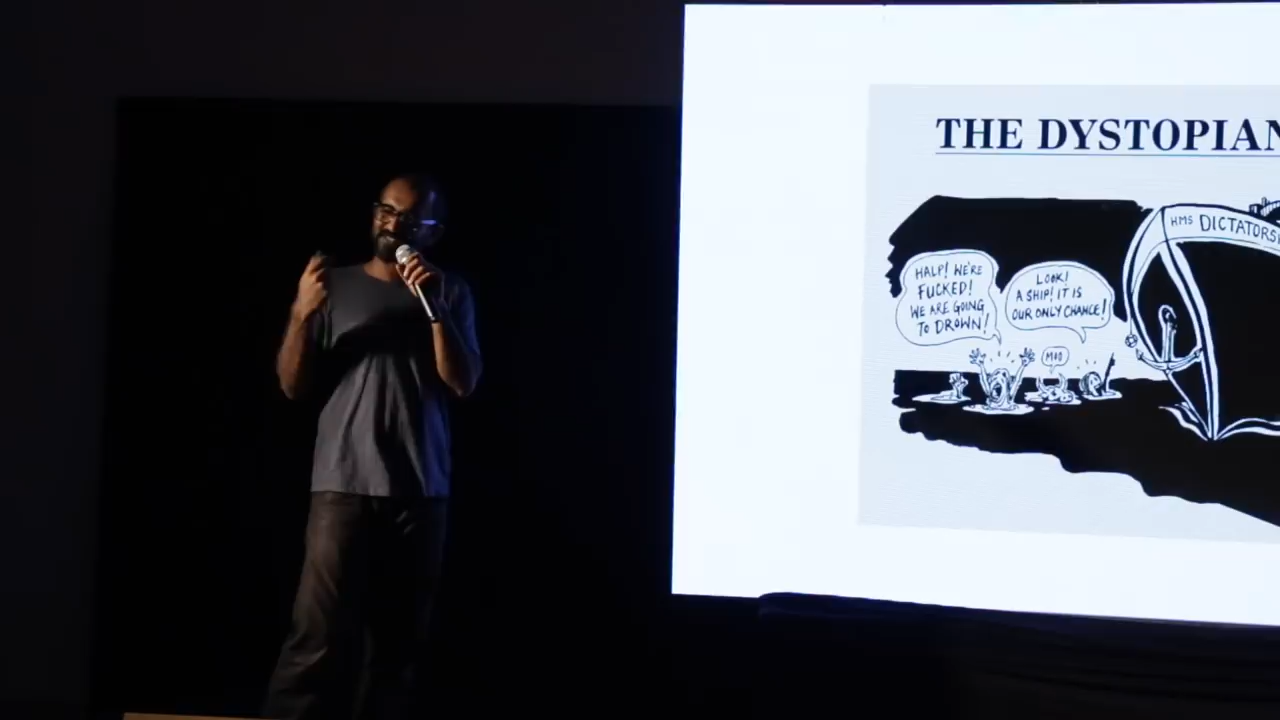 THE DYSTOPIAN
HMS DICTATORS
HALP! WE'RE
FUCKED!
WE ARE GOING
TO DROWN!
LOOK!
A SHIP! IT IS
OUR ONLY CHANCE!
MOO